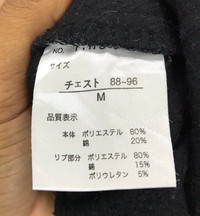 NO.
サイズ
チェスト 88-96
M
品質表示
本体 ポリエステル 80%
綿 20%
リブ部分 ポリエステル 80%
綿 15%
ポリウレタン 5%